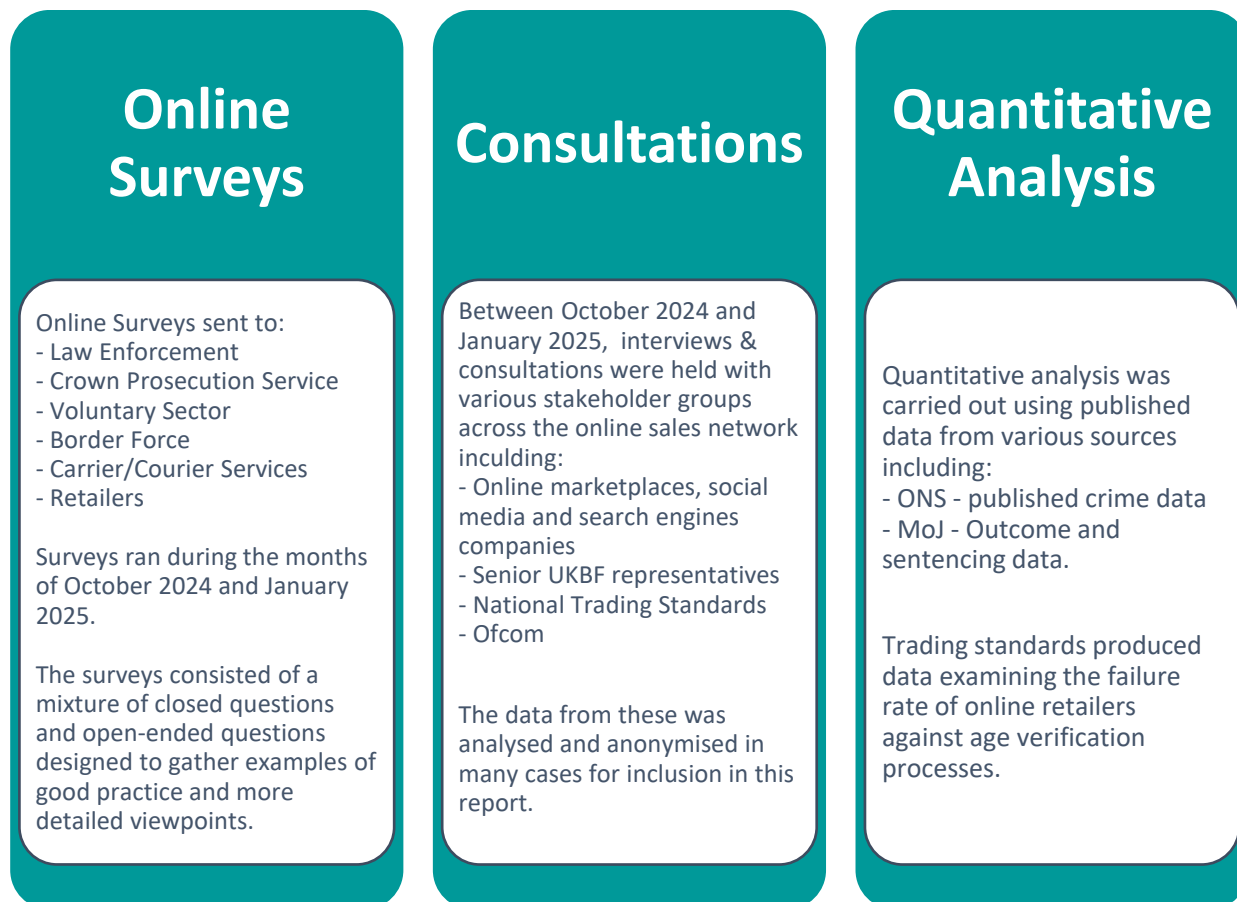 Online
Surveys
Online Surveys sent to:
- Law Enforcement
- Crown Prosecution Service
- Voluntary Sector
- Border Force
- Carrier/Courier Services
- Retailers
Surveys ran during the months
of October 2024 and January
2025.
The surveys consisted of a
mixture of closed questions
and open-ended questions
designed to gather examples of
good practice and more
detailed viewpoints.
Consultations
Between October 2024 and
January 2025,  interviews &
consultations were held with
various stakeholder groups
across the online sales network
inculding:
- Online marketplaces, social
media and search engines
companies
- Senior UKBF representatives
- National Trading Standards
- Ofcom
The data from these was
analysed and anonymised in
many cases for inclusion in this
report.
Quantitative
Analysis
Quantitative analysis was
carried out using published
data from various sources
including:
- ONS - published crime data
- MoJ - Outcome and
sentencing data.
Trading standards produced
data examining the failure
rate of online retailers
against age verification
processes.